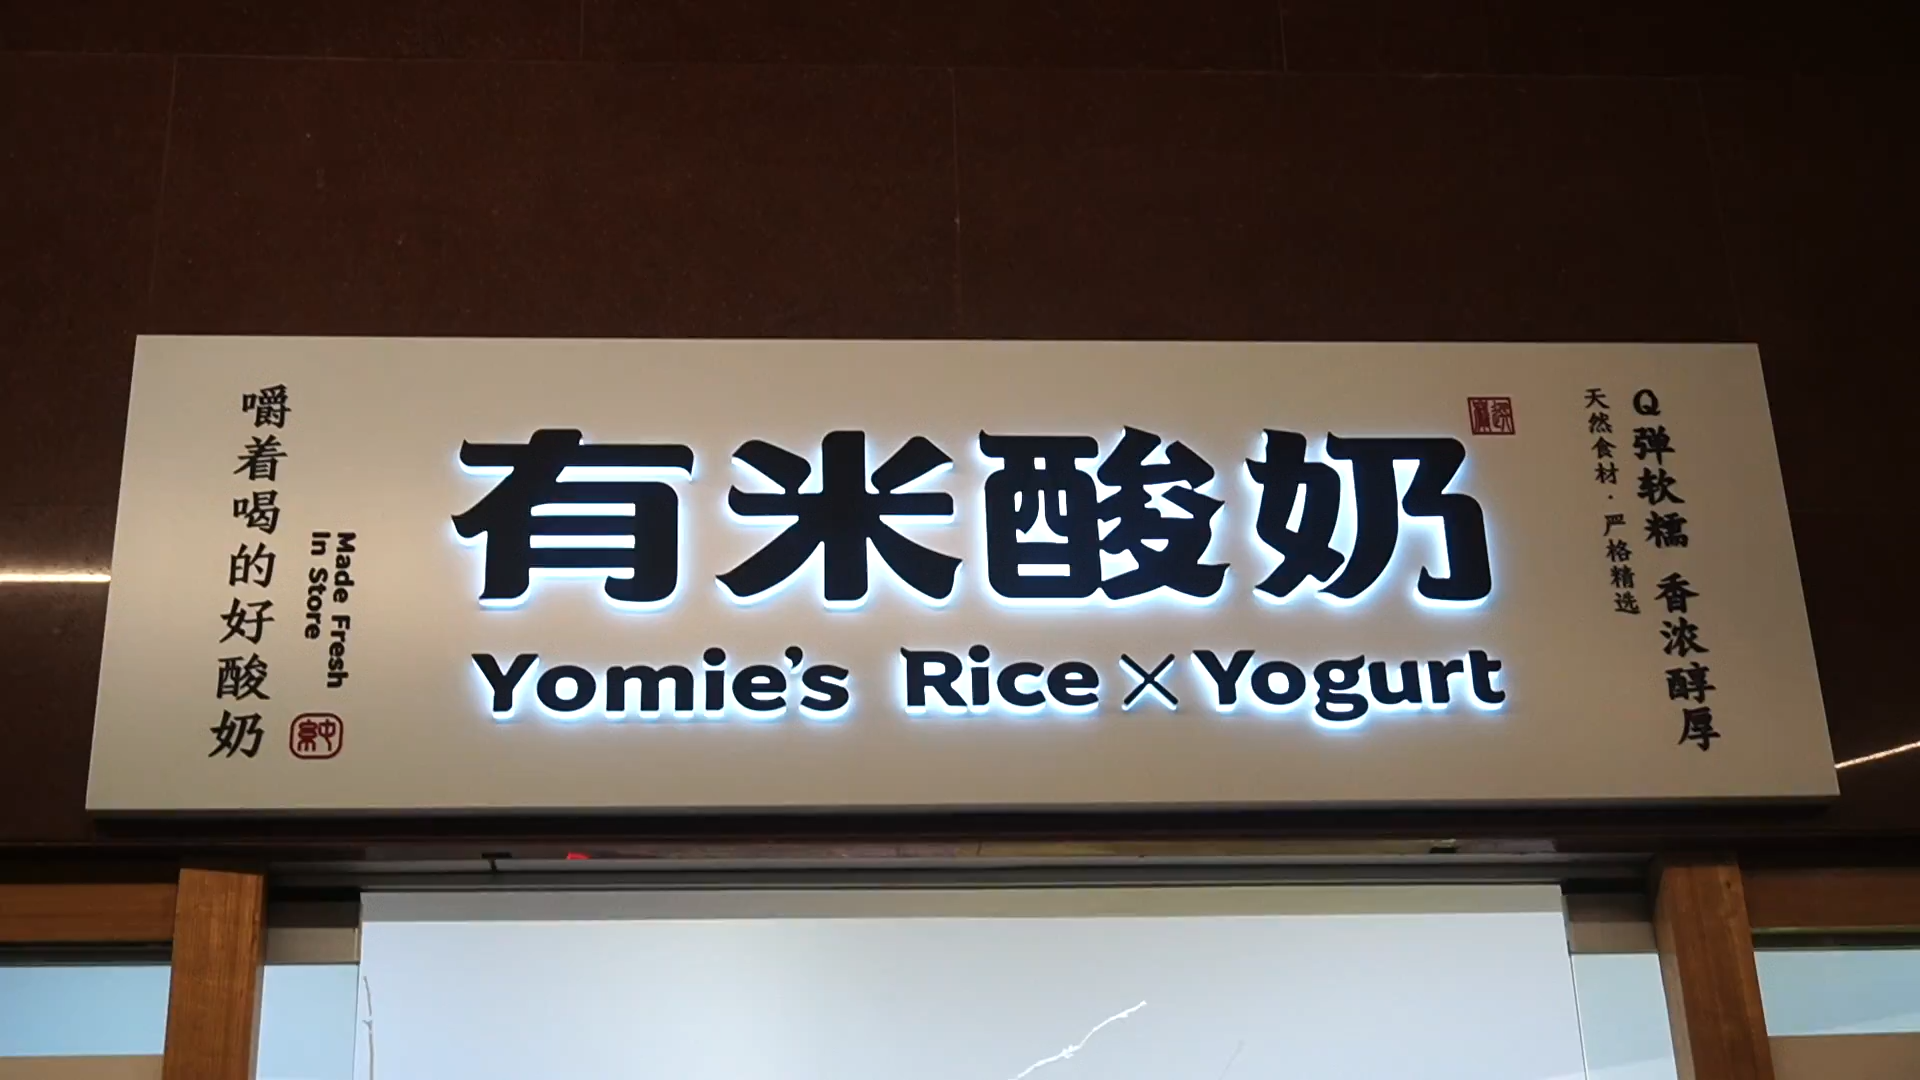 嚼着喝的好酸奶
Made Fresh
In Store
純
有米酸奶
Yomie's Rice × Yogurt
天然食材·严格精选
Q弹软糯 香浓醇厚